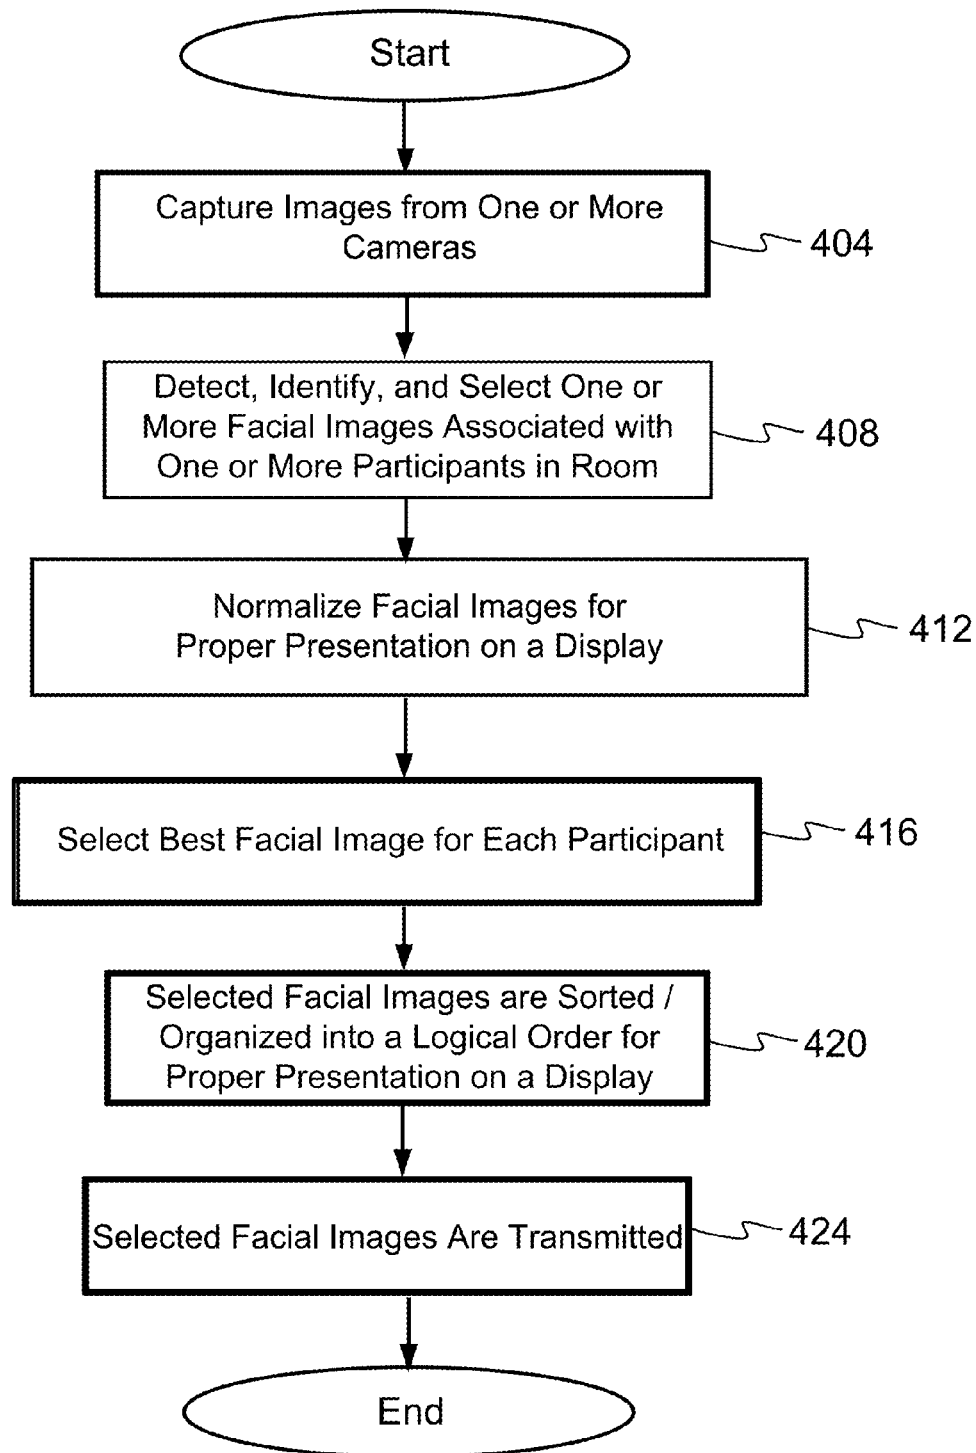 Start
Capture Images from One or More
Cameras
404
Detect, Identify, and Select One or
More Facial Images Associated with
One or More Participants in Room
408
Normalize Facial Images for
Proper Presentation on a Display
412
Select Best Facial Image for Each Participant
416
Selected Facial Images are Sorted /
Organized into a Logical Order for
Proper Presentation on a Display
420
Selected Facial Images Are Transmitted
424
End